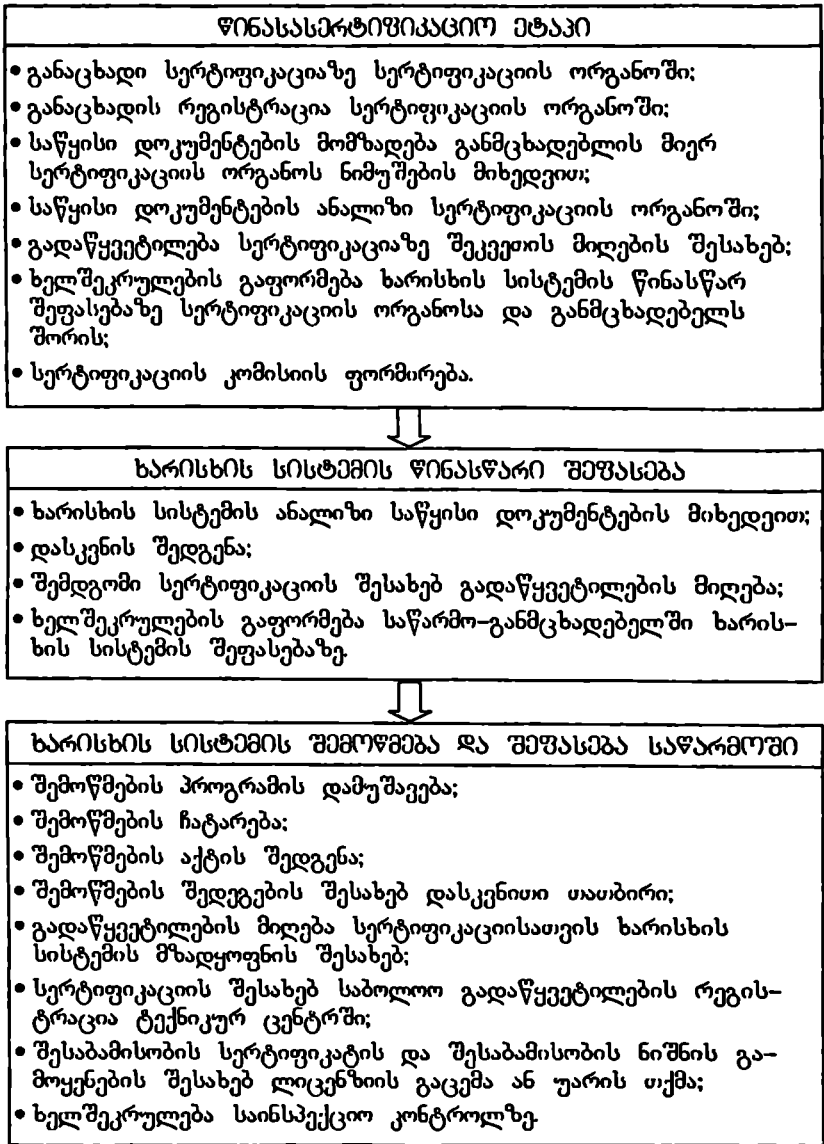 წინასასერტიფიკაციო ეტაპი
• განაცხადი სერტიფიკაციაზე სერტიფიკაციის ორგანოში;
• განაცხადის რეგისტრაცია სერტიფიკაციის ორგანოში;
• საწყისი დოკუმენტების მომზადება განმცხადებლის მიერ
სერტიფიკაციის ორგანოს ნიმუშების მიხედვით;
• საწყისი დოკუმენტების ანალიზი სერტიფიკაციის ორგანოში;
• გადაწყვეტილება სერტიფიკაციაზე შეკვეთის მიღების შესახებ;
• ხელშეკრულების გაფორმება ხარისხის სისტემის წინასწარ
შეფასებაზე სერტიფიკაციის ორგანოსა და განმცხადებელს
შორის;
• სერტიფიკაციის კომისიის ფორმირება.
ხარისხის სისტემის წინასწარი შეფასება
• ხარისხის სისტემის ანალიზი საწყისი დოკუმენტების მიხედვით;
• დასკვნის შედგენა;
• შემდგომი სერტიფიკაციის შესახებ გადაწყვეტილების მიღება;
• ხელშეკრულების გაფორმება საწარმო-განმცხადებელში ხარის-
ხის სისტემის შეფასებაზე.
ხარისხის სისტემის შემოწმება და შეფასება საწარმოში
• შემოწმების პროგრამის დამუშავება;
• შემოწმების ჩატარება;
• შემოწმების აქტის შედგენა;
• შემოწმების შედეგების შესახებ დასკვნითი თათბირი;
• გადაწყვეტილების მიღება სერტიფიკაციისათვის ხარისხის
სისტემის მზადყოფნის შესახებ;
• სერტიფიკაციის შესახებ საბოლოო გადაწყვეტილების რეგის-
ტრაცია ტექნიკურ ცენტრში;
• შესაბამისობის სერტიფიკატის და შესაბამისობის ნიშნის გა-
მოყენების შესახებ ლიცენზიის გაცემა ან უარის თქმა;
• ხელშეკრულება საინსპექციო კონტროლზე.